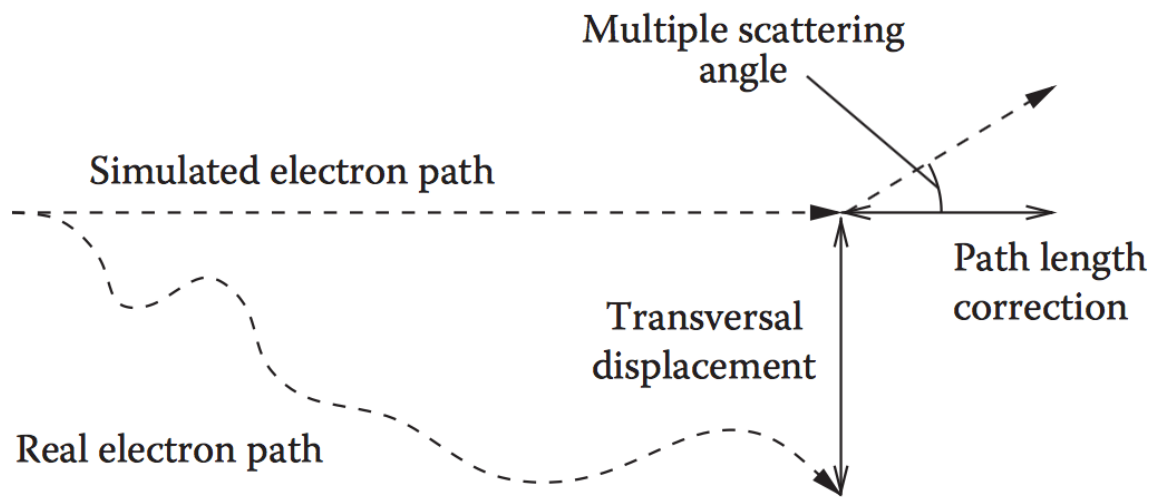 Multiple scattering
angle
Simulated electron path
Path length
correction
Transversal
displacement
Real electron path